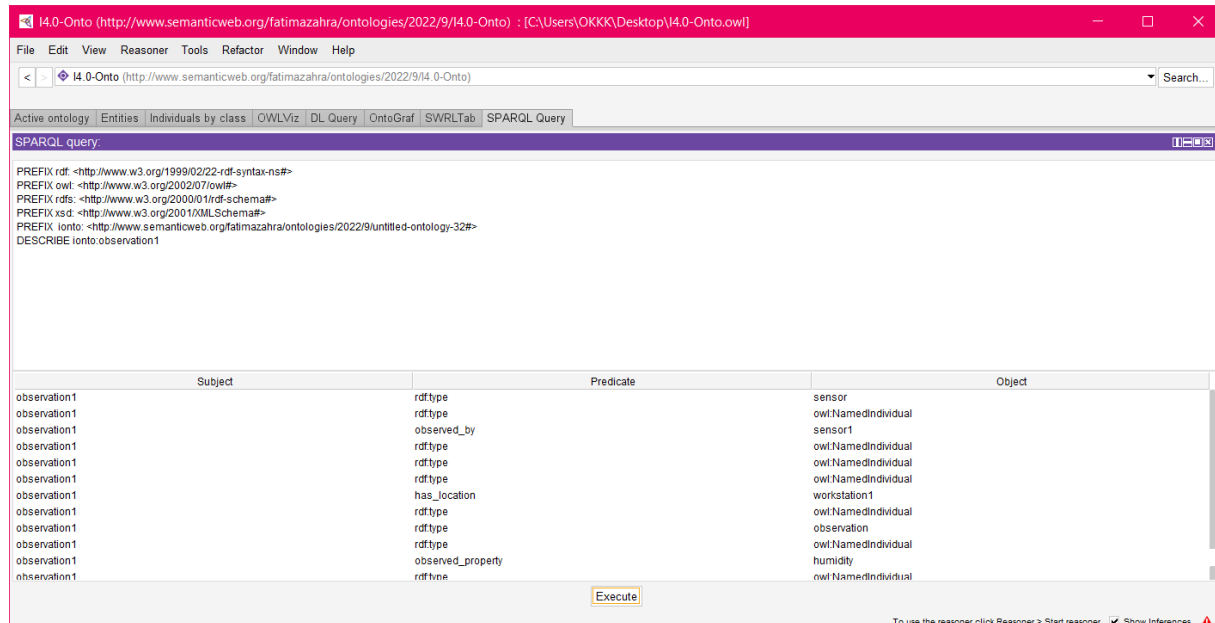 I4.0-Onto (http://www.semanticweb.org/fatimazahra/ontologies/2022/9/I4.0-Onto) : [C:\Users\OKKK\Desktop\I4.0-Onto.owl]
File Edit View Reasoner Tools Refactor Window Help
< > I4.0-Onto (http://www.semanticweb.org/fatimazahra/ontologies/2022/9/I4.0-Onto) Search...
Active ontology Entities Individuals by class OWLViz DL Query OntoGraf SWRLTab SPARQL Query
SPARQL query:
PREFIX rdf: <http://www.w3.org/1999/02/22-rdf-syntax-ns#>
PREFIX owl: <http://www.w3.org/2002/07/owl#>
PREFIX rdfs: <http://www.w3.org/2000/01/rdf-schema#>
PREFIX xsd: <http://www.w3.org/2001/XMLSchema#>
PREFIX ionto: <http://www.semanticweb.org/fatimazahra/ontologies/2022/9/untitled-ontology-32#>
DESCRIBE ionto:observation1
Subject Predicate Object
observation1 rdf:type sensor
observation1 rdf:type owl:NamedIndividual
observation1 observed_by sensor1
observation1 rdf:type owl:NamedIndividual
observation1 rdf:type owl:NamedIndividual
observation1 rdf:type owl:NamedIndividual
observation1 has_location workstation1
observation1 rdf:type owl:NamedIndividual
observation1 rdf:type observation
observation1 rdf:type owl:NamedIndividual
observation1 observed_property humidity
observation1 rdf:type owl:NamedIndividual
Execute
To use the reasoner click Reasoner > Start reasoner Show Inferences